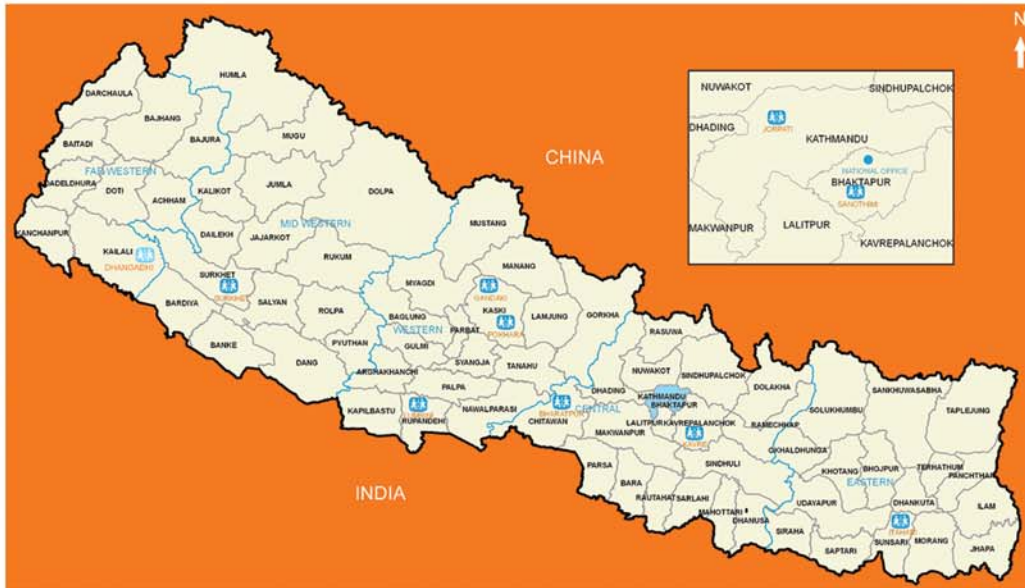 N
CHINA
INDIA
HUMLA
DARCHAULA
BAJHANG
BAJURA
MUGU
BAITADI
FAR WESTERN
DADELDHURA
DOTI
ACHHAM
KALIKOT
JUMLA
DOLPA
KANCHANPUR
DAILEKH
JAJARKOT
MID WESTERN
MUSTANG
KAILALI
DHANGADHI
SURKHET
SURKHET
RUKUM
MANANG
BARDIYA
SALYAN
ROLPA
MYAGDI
GANDAKI
KASKI
POKHARA
LAMJUNG
GORKHA
BANKE
DANG
PYUTHAN
BAGLUNG
WESTERN
PARBAT
GULMI
SYANGJA
TANAHU
ARGHAKHANCHI
PALPA
KAPILBASTU
RUPANDEHI
NAWALPARASI
BHARATPUR
CHITAWAN
RASUWA
NUWAKOT
SINDHUPALCHOK
DHADING
KATHMANDU
BHAKTAPUR
CENTRAL
LALITPUR
KAVREPALANCHOK
KAVRE
MAKWANPUR
DOLAKHA
RAMECHHAP
SINDHULI
PARSA
BARA
RAUTAHAT
SARLAHI
MAHOTTARI
DHANUSA
SOLUKHUMBU
SANKHUWASABHA
TAPLEJUNG
OKHALDHUNGA
KHOTANG
BHOJPUR
TERHATHUM
PANCHTHAR
EASTERN
UDAYAPUR
DHANKUTA
ILAM
SIRAHA
SAPTARI
ITAHARI
SUNSARI
MORANG
JHAPA
NUWAKOT
SINDHUPALCHOK
DHADING
JORPATI
KATHMANDU
NATIONAL OFFICE
BHAKTAPUR
SANOTHIMI
LALITPUR
MAKWANPUR
KAVREPALANCHOK